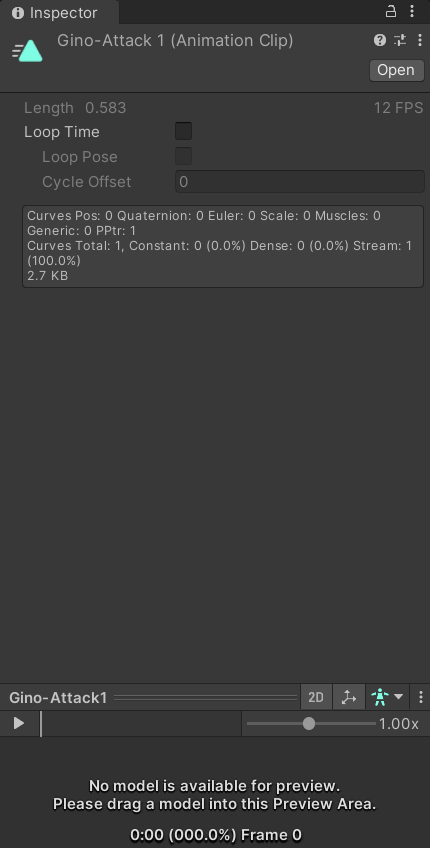 Inspector
Gino-Attack 1 (Animation Clip)
Open
Length 0.583 12 FPS
Loop Time
Loop Pose
Cycle Offset 0
Curves Pos: 0 Quaternion: 0 Euler: 0 Scale: 0 Muscles: 0
Generic: 0 PPtr: 1
Curves Total: 1, Constant: 0 (0.0%) Dense: 0 (0.0%) Stream: 1
(100.0%)
2.7 KB
Gino-Attack1 2D
1.00x
No model is available for preview.
Please drag a model into this Preview Area.
0:00 (000.0%) Frame 0